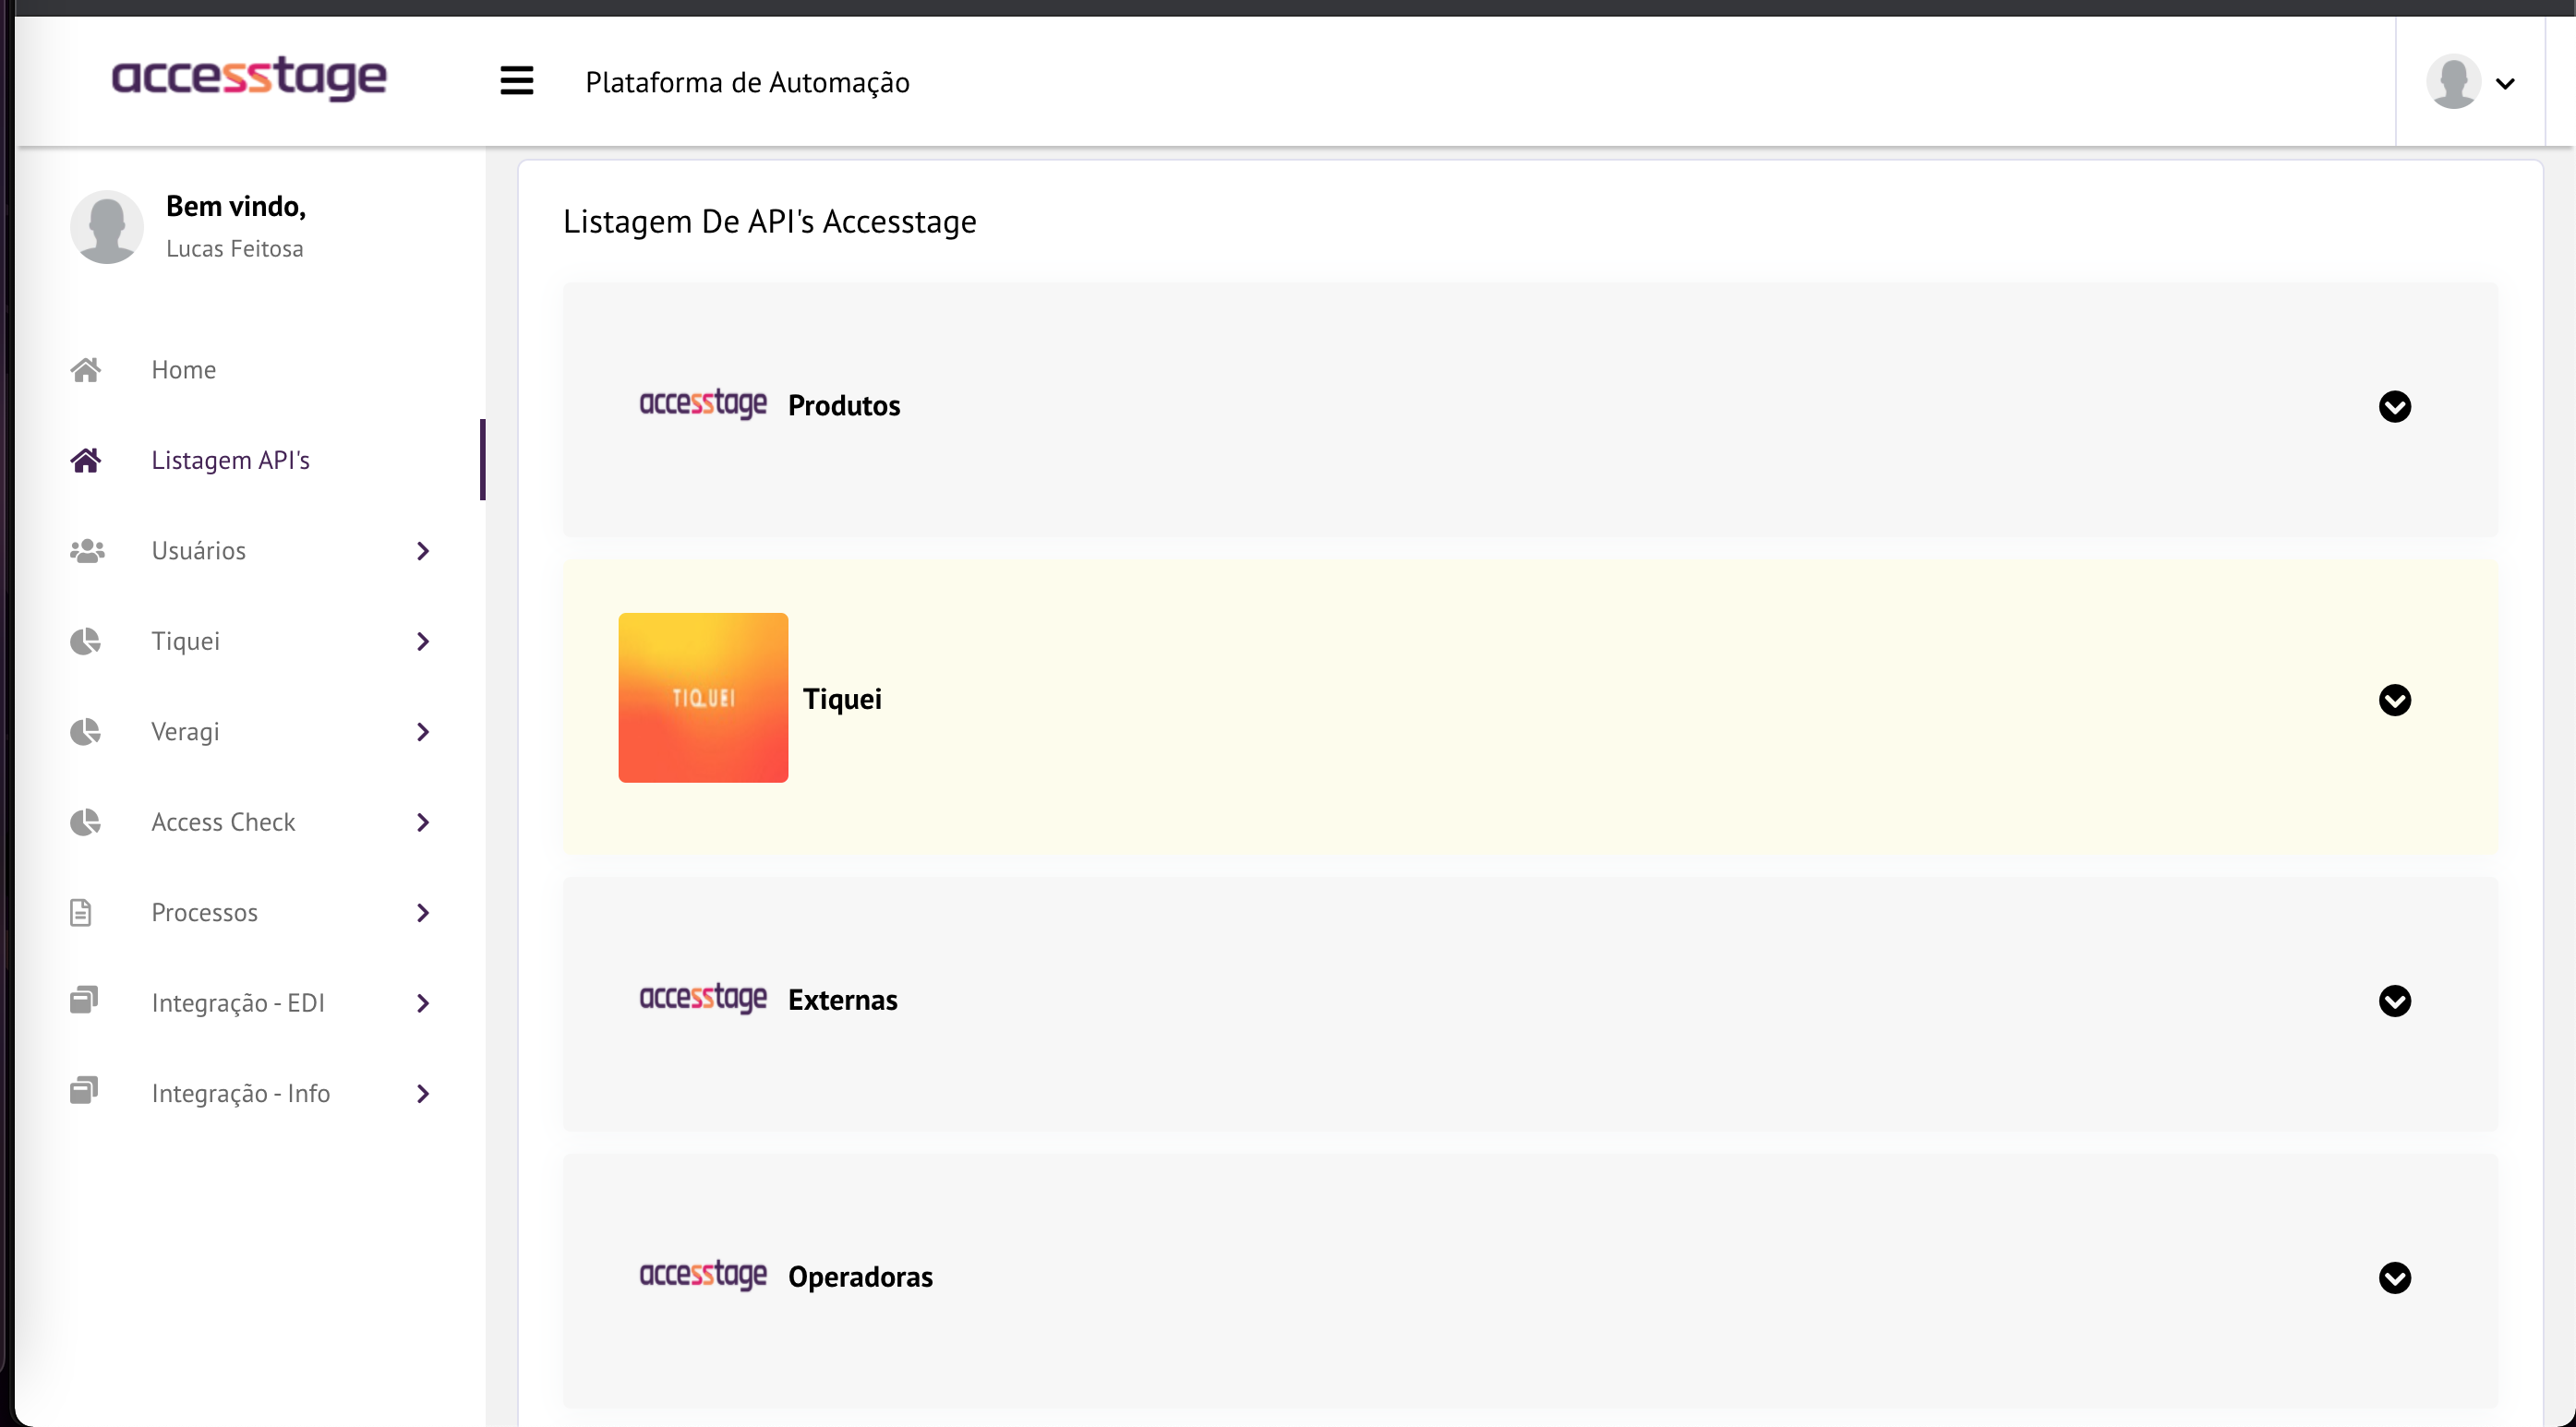 accesstage
Plataforma de Automação
Bem vindo,
Lucas Feitosa
Home
Listagem API's
Usuários
Tiquei
Veragi
Access Check
Processos
Integração - EDI
Integração - Info
Listagem De API's Accesstage
accesstage Produtos
TIQUEI
Tiquei
accesstage Externas
accesstage Operadoras